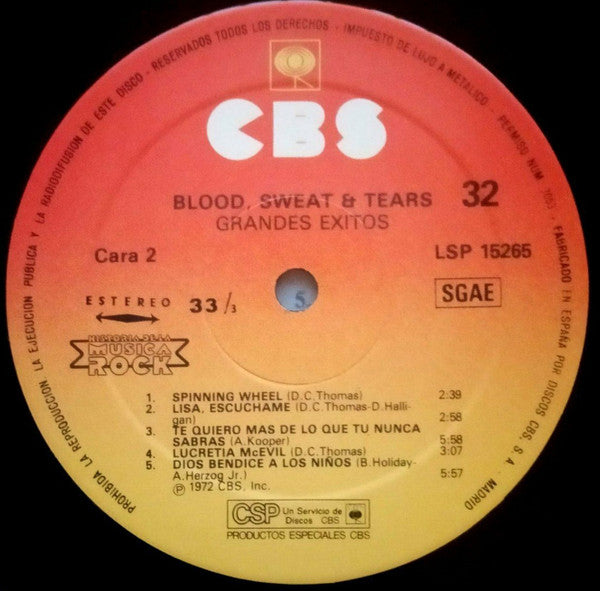 PROHIBIDA LA REPRODUCCION, LA EJECUCION PUBLICA Y LA RADIODIFUSION DE ESTE DISCO - RESERVADOS TODOS LOS DERECHOS - IMPUESTO DE LUJO A METALICO - PERMISO NUM. - FABRICADO EN ESPAÑA POR DISCOS CBS, S. A. - MADRID
CBS
BLOOD, SWEAT & TEARS 32
GRANDES EXITOS
Cara 2 LSP 15265
ESTEREO 33/3 5 SGAE
HISTORIA DE LA
MUSICA
ROCK
1. SPINNING WHEEL (D.C.Thomas) 2:39
2. LISA, ESCUCHAME (D.C.Thomas-D.Halli-
gan) 2:58
3. TE QUIERO MAS DE LO QUE TU NUNCA
SABRAS (A.Kooper) 5:58
4. LUCRETIA McEVIL (D.C.Thomas) 3:07
5. DIOS BENDICE A LOS NIÑOS (B.Holiday-
A.Herzog Jr.) 5:57
℗ 1972 CBS, Inc.
CSP Un Servicio de
Discos CBS
PRODUCTOS ESPECIALES CBS